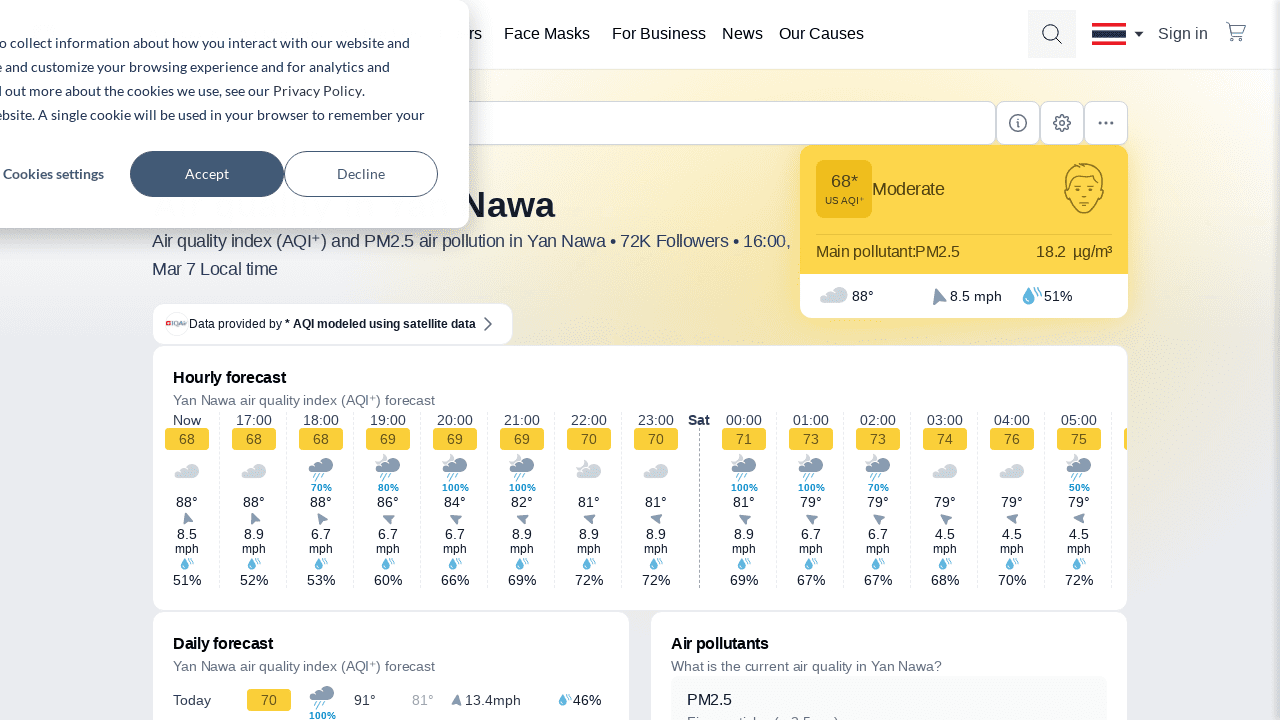 rs
Face Masks
For Business
News
Our Causes
Sign in
o collect information about how you interact with our website and
e and customize your browsing experience and for analytics and
d out more about the cookies we use, see our Privacy Policy.
ebsite. A single cookie will be used in your browser to remember your
Cookies settings
Accept
Decline
Nawa
Air quality index (AQI⁺) and PM2.5 air pollution in Yan Nawa • 72K Followers • 16:00,
Mar 7 Local time
68*
US AQI⁺
Moderate
Main pollutant:PM2.5
18.2 µg/m³
88°
8.5 mph
51%
IQAir
Data provided by * AQI modeled using satellite data
Hourly forecast
Yan Nawa air quality index (AQI⁺) forecast
Now 17:00 18:00 19:00 20:00 21:00 22:00 23:00 Sat 00:00 01:00 02:00 03:00 04:00 05:00
68 68 68 69 69 69 70 70 71 73 73 74 76 75
70% 80% 100% 100% 100% 100% 70% 50%
88° 88° 88° 86° 84° 82° 81° 81° 81° 79° 79° 79° 79° 79°
8.5 8.9 6.7 6.7 6.7 8.9 8.9 8.9 8.9 6.7 6.7 4.5 4.5 4.5
mph mph mph mph mph mph mph mph mph mph mph mph mph mph
51% 52% 53% 60% 66% 69% 72% 72% 69% 67% 67% 68% 70% 72%
Daily forecast
Yan Nawa air quality index (AQI⁺) forecast
Today 70 91° 81° 13.4mph 46%
100%
Air pollutants
What is the current air quality in Yan Nawa?
PM2.5